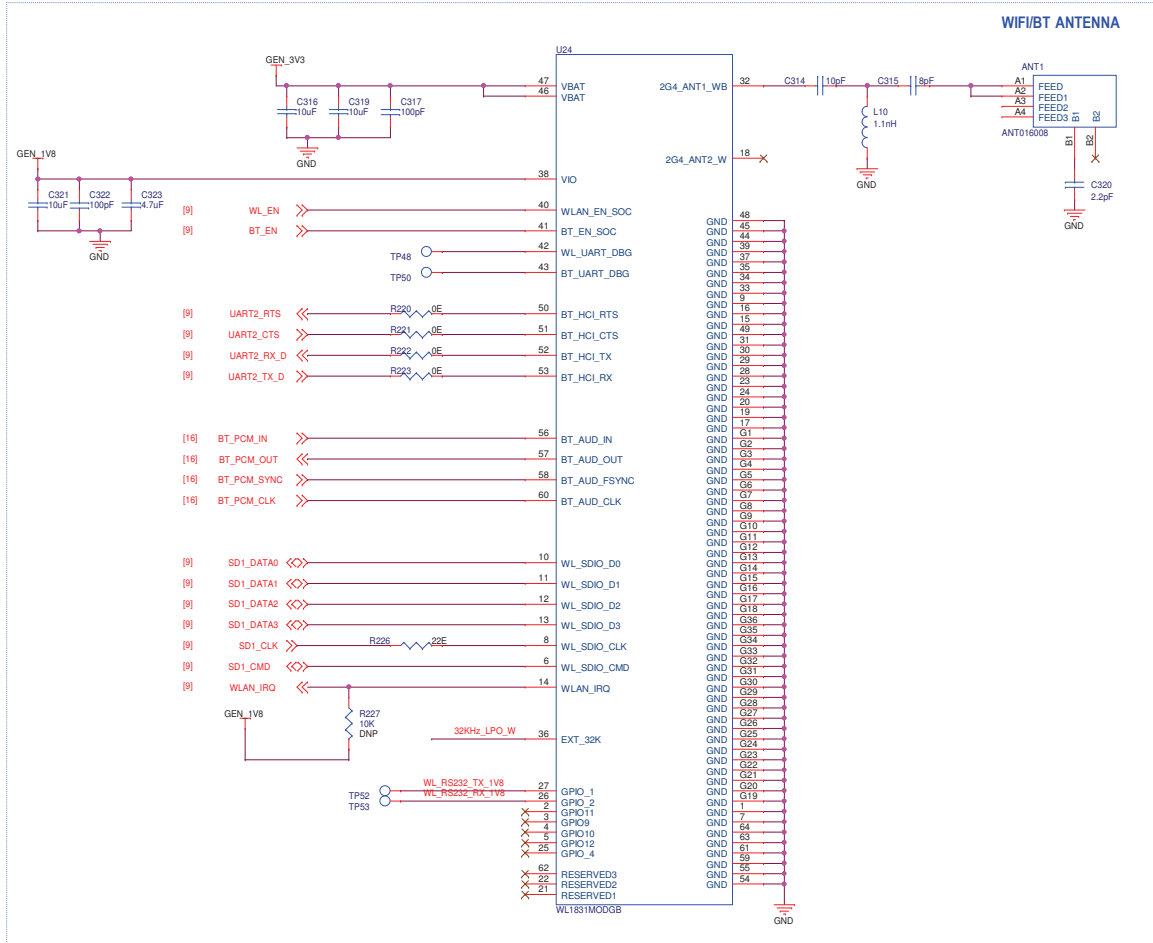 WIFI/BT ANTENNA
U24
GEN_3V3
47 VBAT
46 VBAT
C316 10uF
C319 10uF
C317 100pF
GND
2G4_ANT1_WB 32
C314 10pF
C315 8pF
L10
1.1nH
GND
ANT1
A1 FEED
A2 FEED1
A3 FEED2
A4 FEED3
B1 B2
ANT016008
B1 B2
C320
2.2pF
GND
2G4_ANT2_W 18
GEN_1V8
38 VIO
C321 10uF
C322 100pF
C323 4.7uF
GND
[9] WL_EN 40 WLAN_EN_SOC
[9] BT_EN 41 BT_EN_SOC
TP48 42 WL_UART_DBG
TP50 43 BT_UART_DBG
[9] UART2_RTS R220 0E 50 BT_HCI_RTS
[9] UART2_CTS R221 0E 51 BT_HCI_CTS
[9] UART2_RX_D R222 0E 52 BT_HCI_TX
[9] UART2_TX_D R223 0E 53 BT_HCI_RX
[16] BT_PCM_IN 56 BT_AUD_IN
[16] BT_PCM_OUT 57 BT_AUD_OUT
[16] BT_PCM_SYNC 58 BT_AUD_FSYNC
[16] BT_PCM_CLK 60 BT_AUD_CLK
[9] SD1_DATA0 10 WL_SDIO_D0
[9] SD1_DATA1 11 WL_SDIO_D1
[9] SD1_DATA2 12 WL_SDIO_D2
[9] SD1_DATA3 13 WL_SDIO_D3
[9] SD1_CLK R226 22E 8 WL_SDIO_CLK
[9] SD1_CMD 6 WL_SDIO_CMD
[9] WLAN_IRQ 14 WLAN_IRQ
GEN_1V8
R227
10K
DNP
32KHz_LPO_W 36 EXT_32K
TP52 WL_RS232_TX_1V8 27 GPIO_1
TP53 WL_RS232_RX_1V8 26 GPIO_2
2 GPIO11
3 GPIO9
4 GPIO10
5 GPIO12
25 GPIO_4
62 RESERVED3
22 RESERVED2
21 RESERVED1
WL1831MODGB
GND 48
GND 45
GND 44
GND 39
GND 37
GND 35
GND 34
GND 33
GND 9
GND 16
GND 15
GND 49
GND 31
GND 30
GND 29
GND 28
GND 23
GND 24
GND 20
GND 19
GND 17
GND G1
GND G2
GND G3
GND G4
GND G5
GND G6
GND G7
GND G8
GND G9
GND G10
GND G11
GND G12
GND G13
GND G14
GND G15
GND G16
GND G17
GND G18
GND G36
GND G35
GND G34
GND G33
GND G32
GND G31
GND G30
GND G29
GND G28
GND G27
GND G26
GND G25
GND G24
GND G23
GND G22
GND G21
GND G20
GND G19
GND 1
GND 7
GND 64
GND 63
GND 61
GND 59
GND 55
GND 54
GND